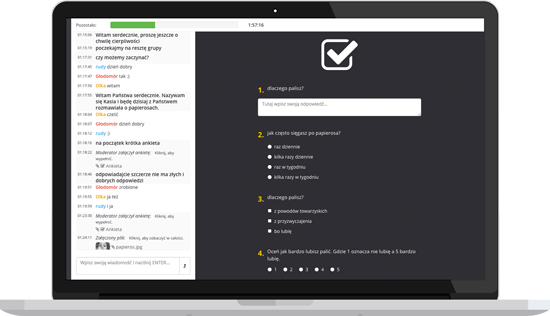 Pozostało:
1:57:16
01:15:06 Witam serdecznie, proszę jeszcze o
chwilę cierpliwości
01:15:19 poczekajmy na resztę grupy
01:17:31 czy możemy zaczynać?
01:17:41 rudy dzień dobry
01:17:47 Głodomór tak :)
01:17:50 Olka witam
01:17:55 Witam Państwa serdecznie. Nazywam
się Kasia i będę dzisiaj z Państwem
rozmawiała o papierosach.
01:18:04 Olka cześć
01:18:07 Głodomór dzień dobry
01:18:12 rudy :)
01:18:16 na początek krótka ankieta
01:18:22 Moderator załączył ankietę: Kliknij, aby
wypełnić.
Ankieta
01:18:46 odpowiadajcie szczerze nie ma złych i
dobrych odpowiedzi
01:19:51 Głodomór zrobione
01:19:55 Olka ja też
01:19:59 rudy i ja
01:23:30 Moderator załączył ankietę: Kliknij, aby
wypełnić.
Ankieta
01:24:11 Załączony plik: Kliknij, aby zobaczyć w całości.
papieros.jpg
Wpisz swoją wiadomość i naciśnij ENTER...
1. dlaczego palisz?
Tutaj wpisz swoją odpowiedź...
2. jak często sięgasz po papierosa?
raz dziennie
kilka razy dziennie
raz w tygodniu
kilka razy w tygodniu
3. dlaczego palisz?
z powodów towarzyskich
z przyzwyczajenia
bo lubię
4. Oceń jak bardzo lubisz palić. Gdzie 1 oznacza nie lubię a 5 bardzo
lubię.
1 2 3 4 5